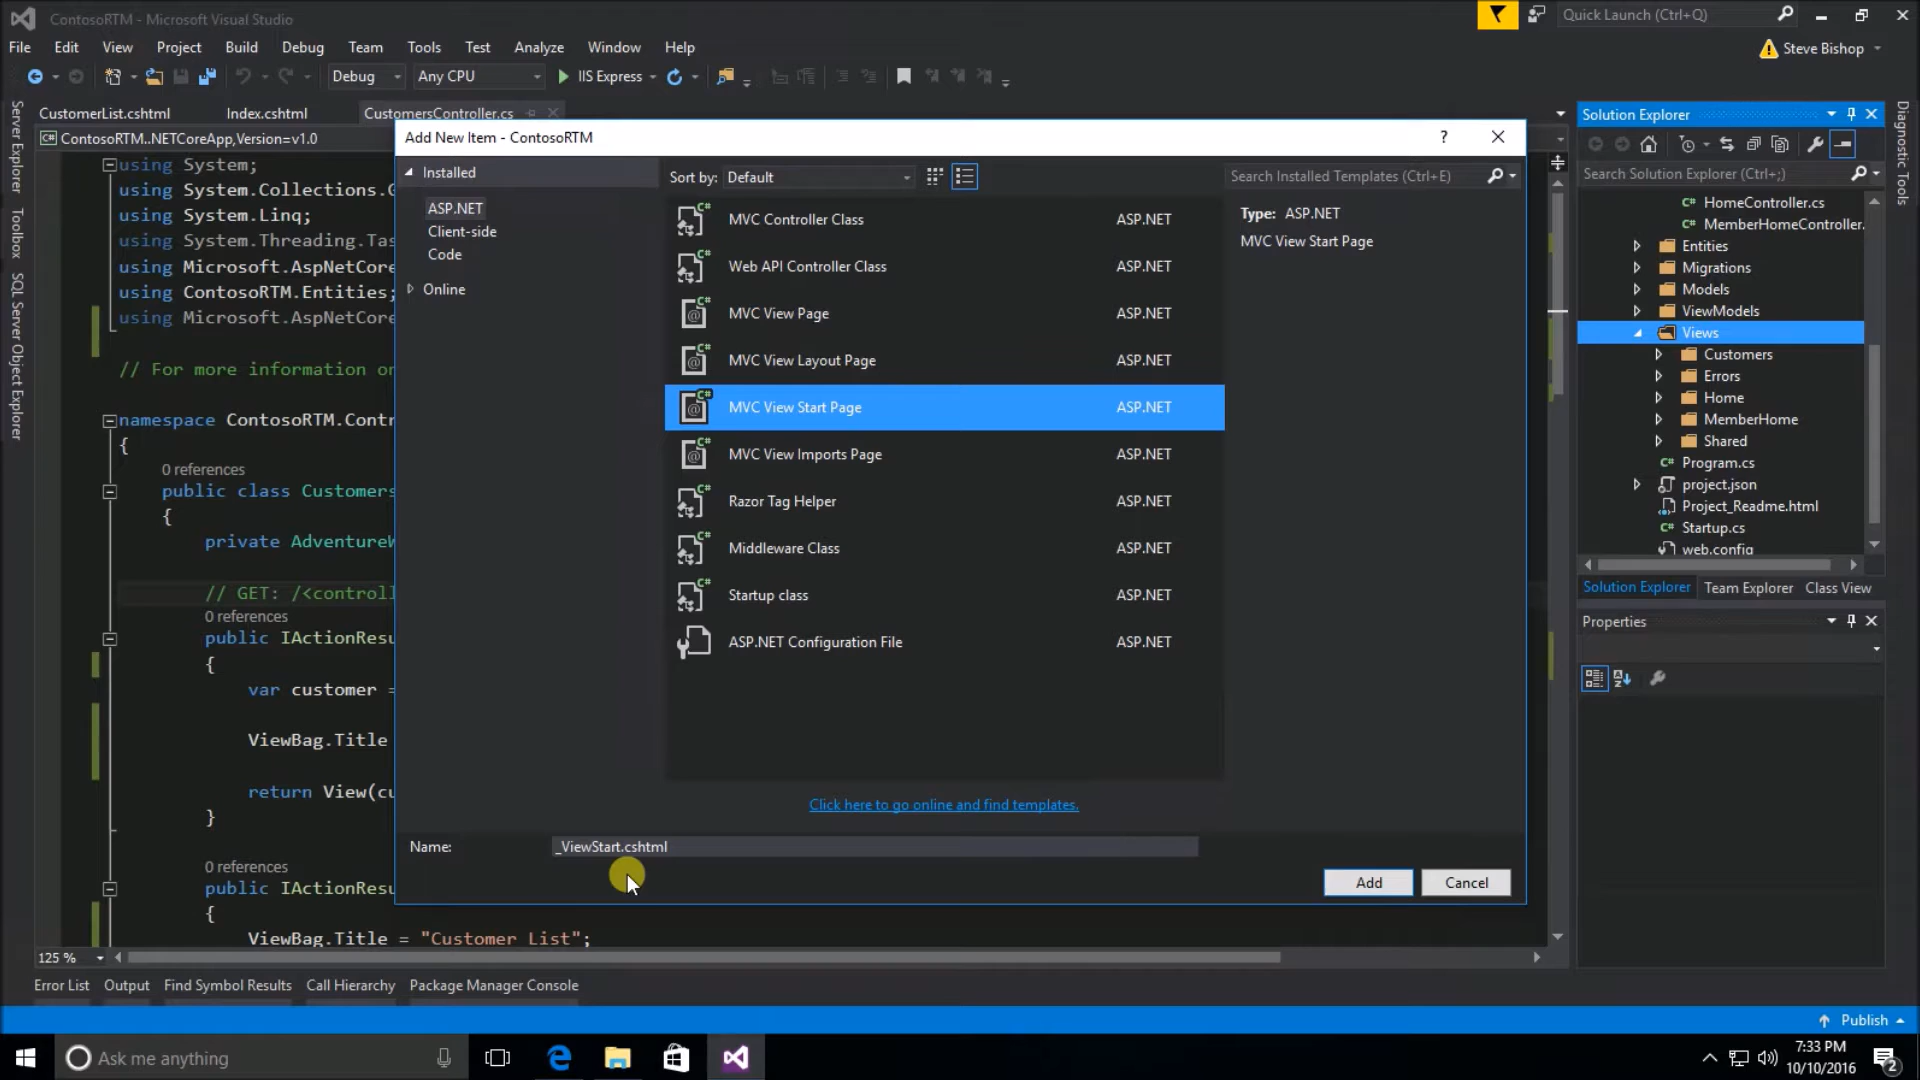 ContosoRTM - Microsoft Visual Studio
Quick Launch (Ctrl+Q)
File Edit View Project Build Debug Team Tools Test Analyze Window Help
Steve Bishop
Debug Any CPU IIS Express
CustomerList.cshtml Index.cshtml CustomersController.cs
ContosoRTM..NETCoreApp,Version=v1.0
Server Explorer
Toolbox
SQL Server Object Explorer
using System;
using System.Collections.G
using System.Linq;
using System.Threading.Tas
using Microsoft.AspNetCore
using ContosoRTM.Entities;
using Microsoft.AspNetCore
// For more information on
namespace ContosoRTM.Contr
{
0 references
public class Customers
{
private AdventureW
// GET: /<controll
0 references
public IActionResu
{
var customer =
ViewBag.Title
return View(cu
}
0 references
public IActionResu
{
ViewBag.Title = "Customer List";
125 %
Add New Item - ContosoRTM
?
Installed
ASP.NET
Client-side
Code
Online
Sort by: Default
Search Installed Templates (Ctrl+E)
MVC Controller Class ASP.NET
Web API Controller Class ASP.NET
MVC View Page ASP.NET
MVC View Layout Page ASP.NET
MVC View Start Page ASP.NET
MVC View Imports Page ASP.NET
Razor Tag Helper ASP.NET
Middleware Class ASP.NET
Startup class ASP.NET
ASP.NET Configuration File ASP.NET
Type: ASP.NET
MVC View Start Page
Click here to go online and find templates.
Name: _ViewStart.cshtml
Add Cancel
Solution Explorer
Search Solution Explorer (Ctrl+;)
HomeController.cs
MemberHomeController.
Entities
Migrations
Models
ViewModels
Views
Customers
Errors
Home
MemberHome
Shared
Program.cs
project.json
Project_Readme.html
Startup.cs
web.config
Solution Explorer Team Explorer Class View
Properties
Diagnostic Tools
Error List Output Find Symbol Results Call Hierarchy Package Manager Console
Publish
Ask me anything
7:33 PM
10/10/2016
2